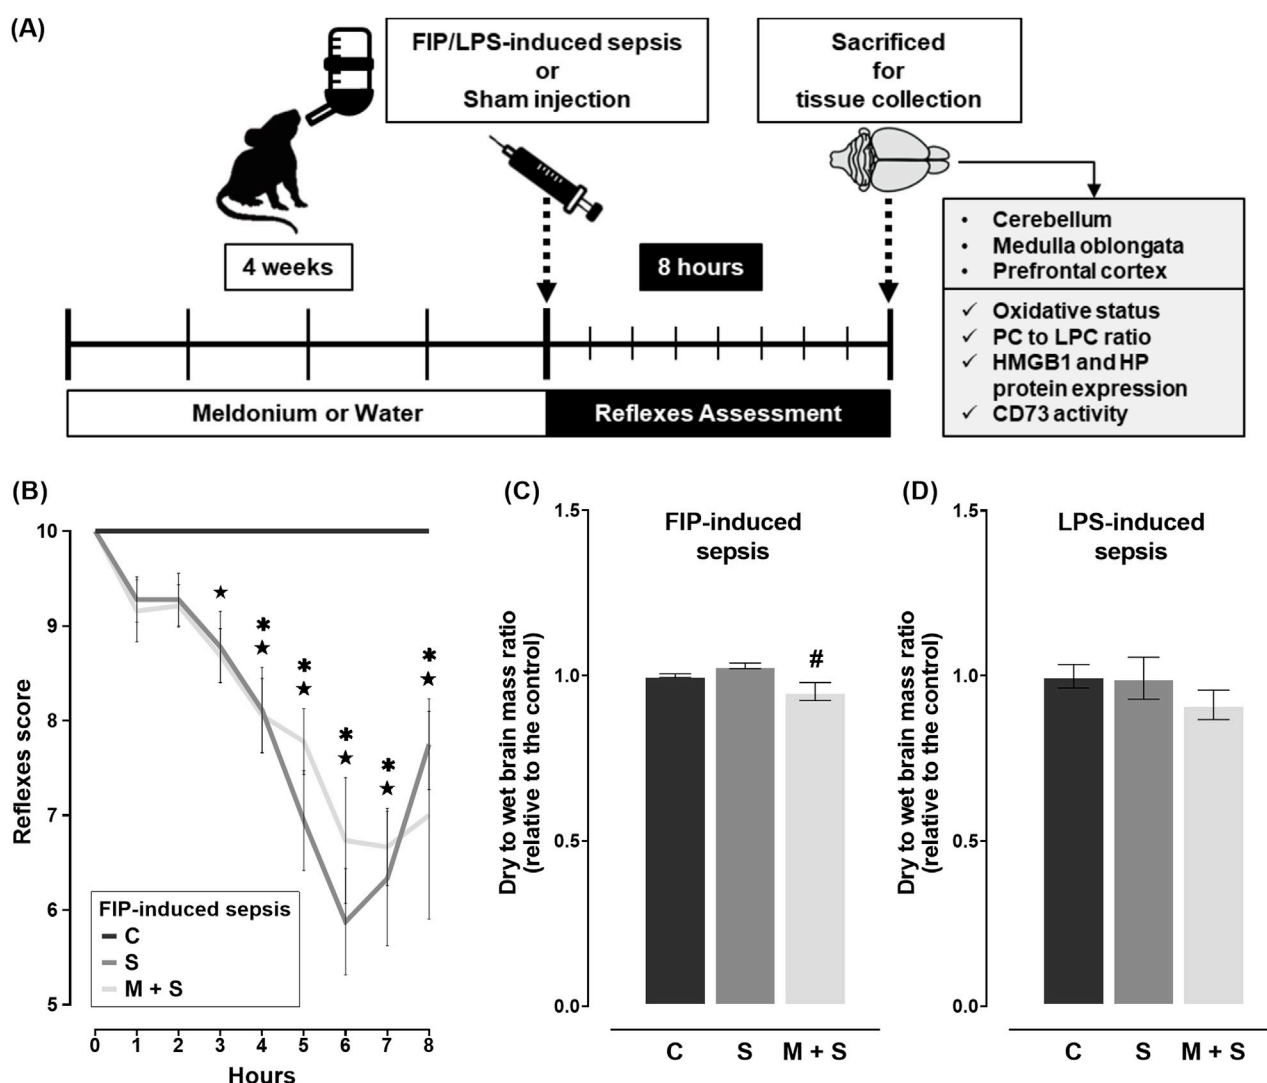 (A)
FIP/LPS-induced sepsis
or
Sham injection
Sacrificed
for
tissue collection
4 weeks
8 hours
• Cerebellum
• Medulla oblongata
• Prefrontal cortex
✓ Oxidative status
✓ PC to LPC ratio
✓ HMGB1 and HP
protein expression
✓ CD73 activity
Meldonium or Water
Reflexes Assessment
(B)
Reflexes score
10
9
8
7
6
5
★
✱
★
✱
★
✱
★
✱
★
✱
★
FIP-induced sepsis
C
S
M + S
0 1 2 3 4 5 6 7 8
Hours
(C)
FIP-induced
sepsis
Dry to wet brain mass ratio
(relative to the control)
1.5
1.0
0.5
0.0
#
C S M + S
(D)
LPS-induced
sepsis
Dry to wet brain mass ratio
(relative to the control)
1.5
1.0
0.5
0.0
C S M + S